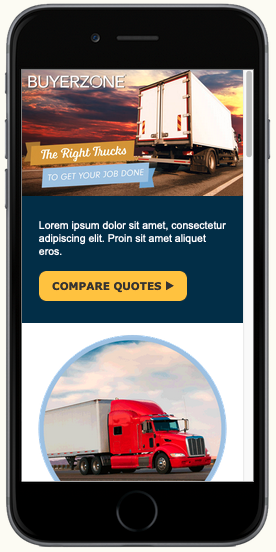 BUYERZONE
The Right Trucks
TO GET YOUR JOB DONE
Lorem ipsum dolor sit amet, consectetur
adipiscing elit. Proin sit amet aliquet
eros.
COMPARE QUOTES